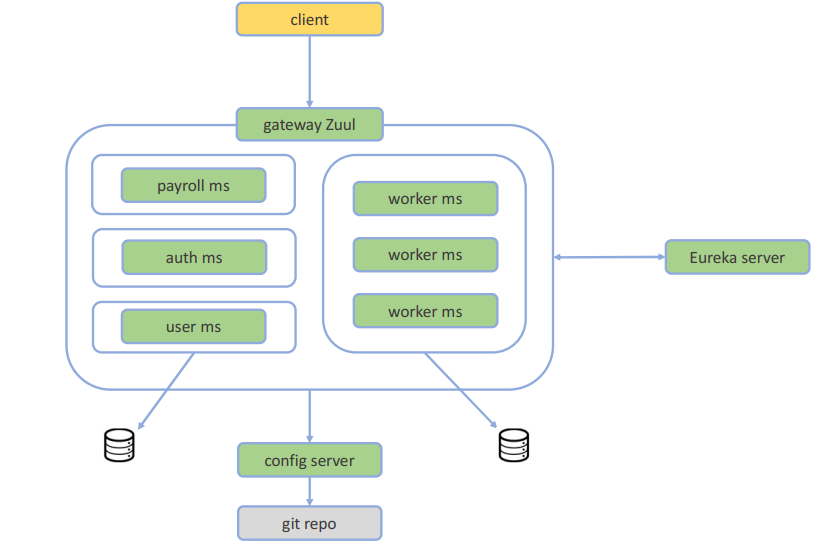 client
gateway Zuul
payroll ms
worker ms
auth ms
worker ms
Eureka server
user ms
worker ms
config server
git repo